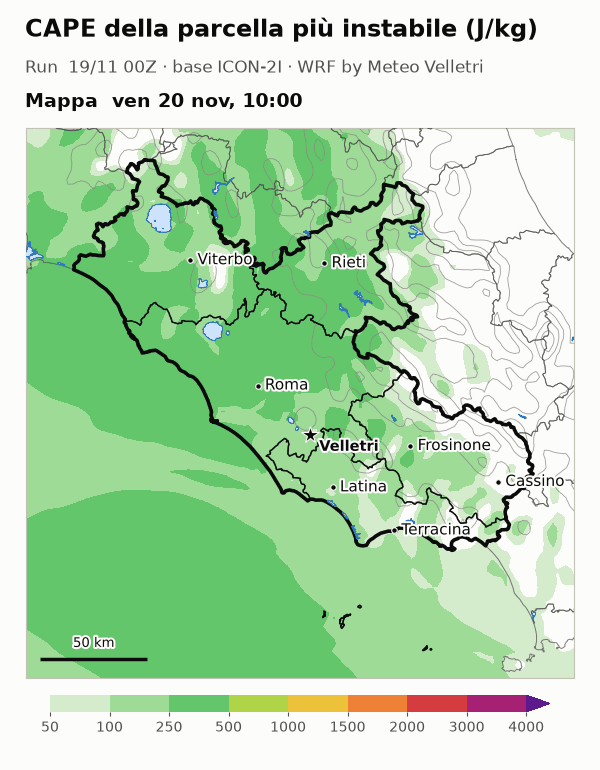 CAPE della parcella più instabile (J/kg)
Run  19/11 00Z · base ICON-2I · WRF by Meteo Velletri
Mappa  ven 20 nov, 10:00
Viterbo
Rieti
Roma
Velletri
Frosinone
Cassino
Latina
Terracina
50 km
50 100 250 500 1000 1500 2000 3000 4000